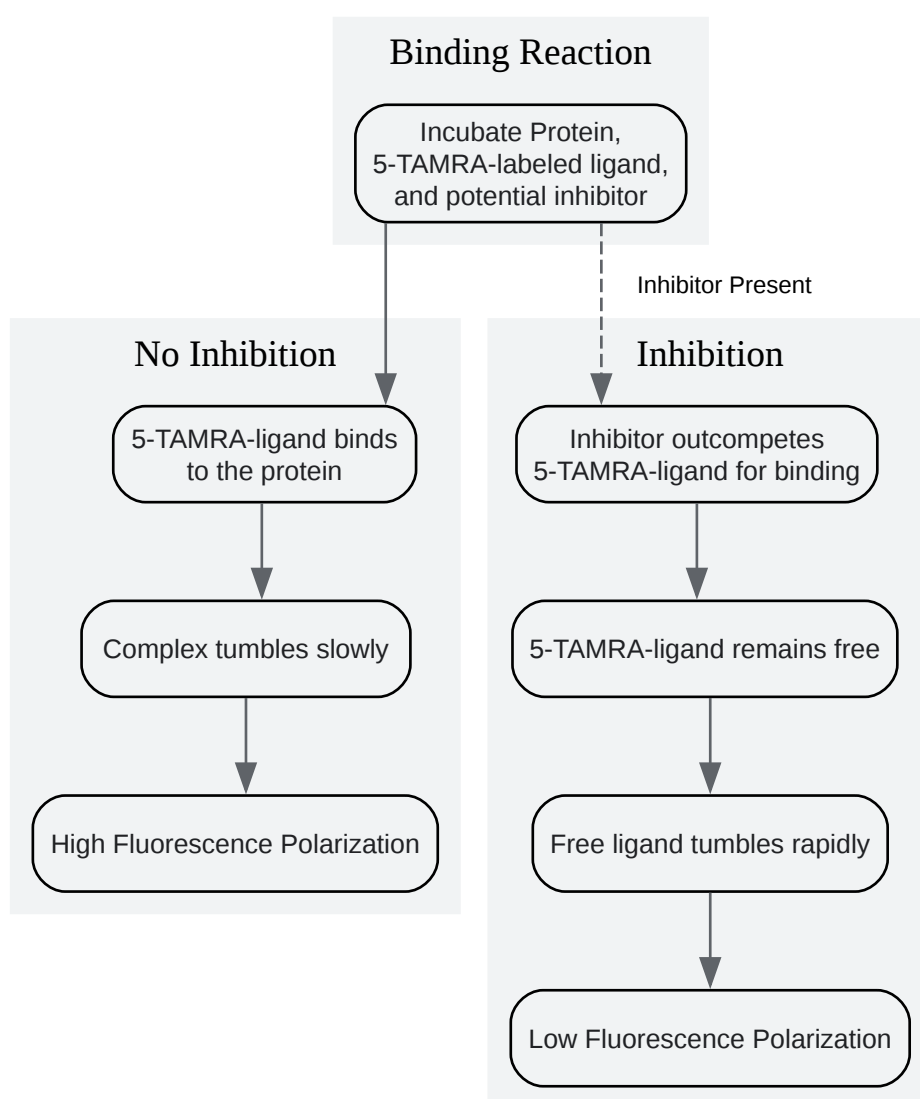 Binding Reaction
Incubate Protein,
5-TAMRA-labeled ligand,
and potential inhibitor
Inhibitor Present
No Inhibition
5-TAMRA-ligand binds
to the protein
Complex tumbles slowly
High Fluorescence Polarization
Inhibition
Inhibitor outcompetes
5-TAMRA-ligand for binding
5-TAMRA-ligand remains free
Free ligand tumbles rapidly
Low Fluorescence Polarization